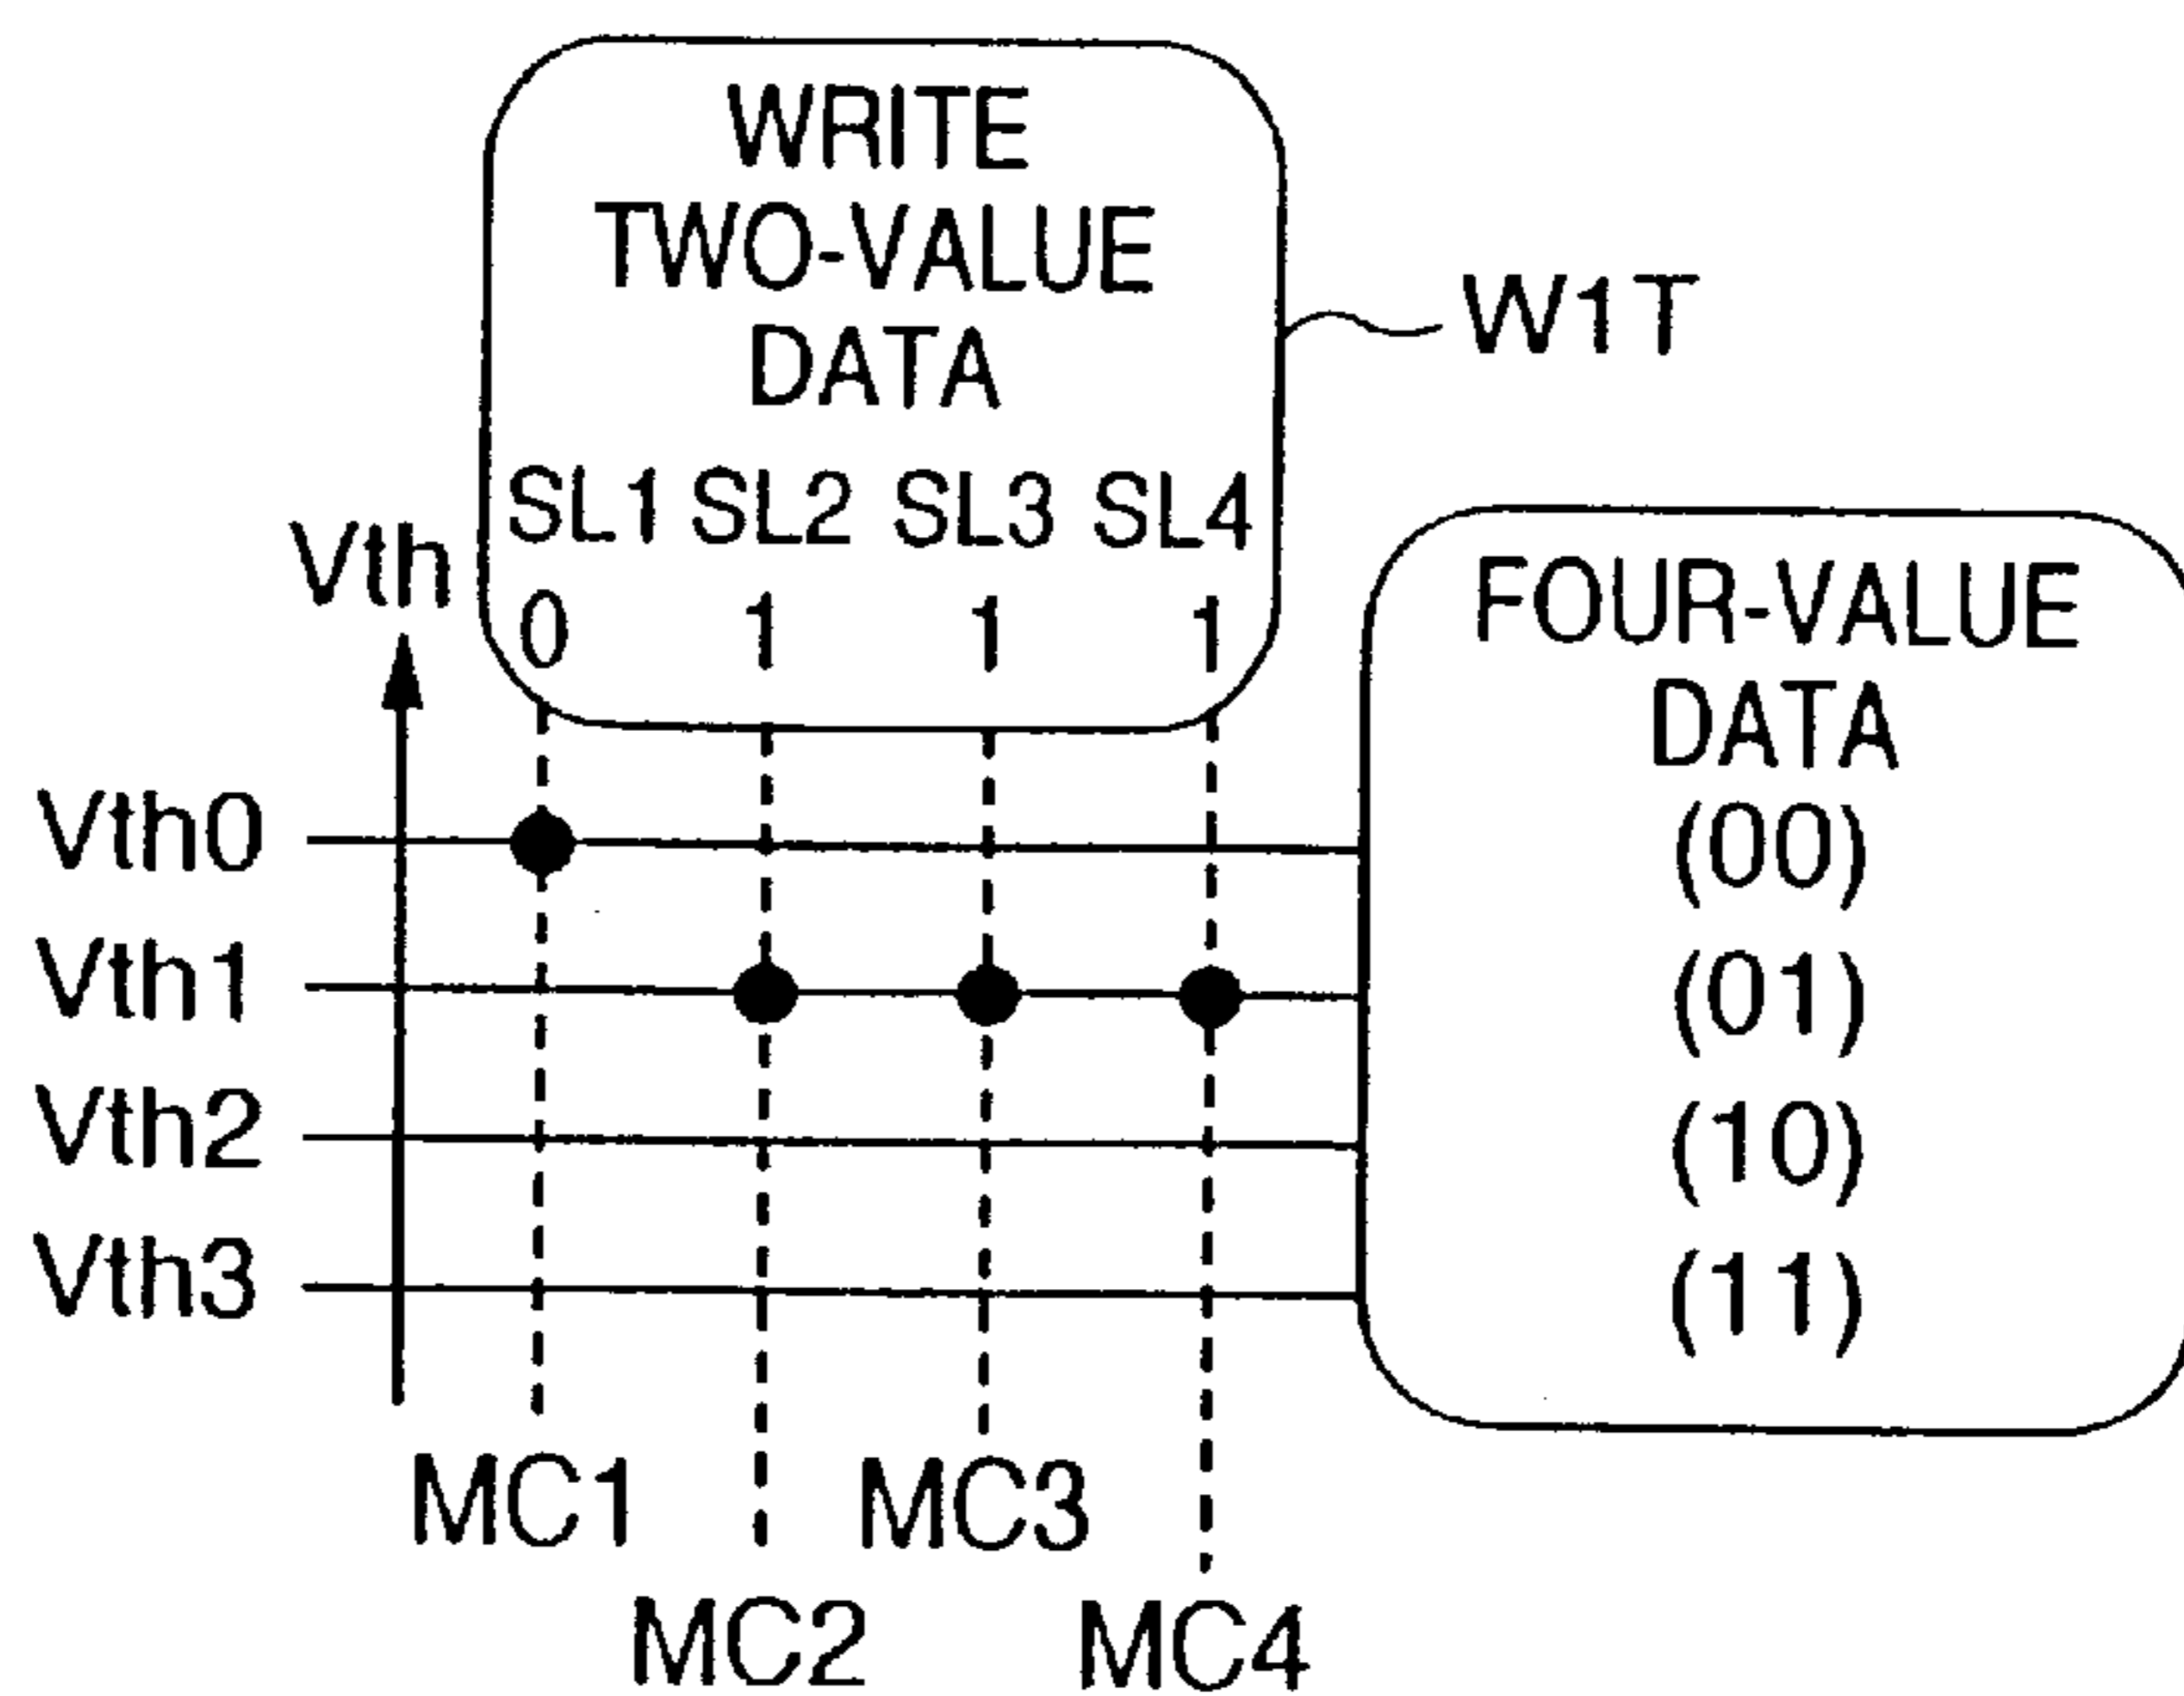 WRITE
TWO-VALUE
DATA
W1T
SL1 SL2 SL3 SL4
0 1 1 1
Vth
FOUR-VALUE
DATA
Vth0 (00)
Vth1 (01)
Vth2 (10)
Vth3 (11)
MC1 MC3
MC2 MC4